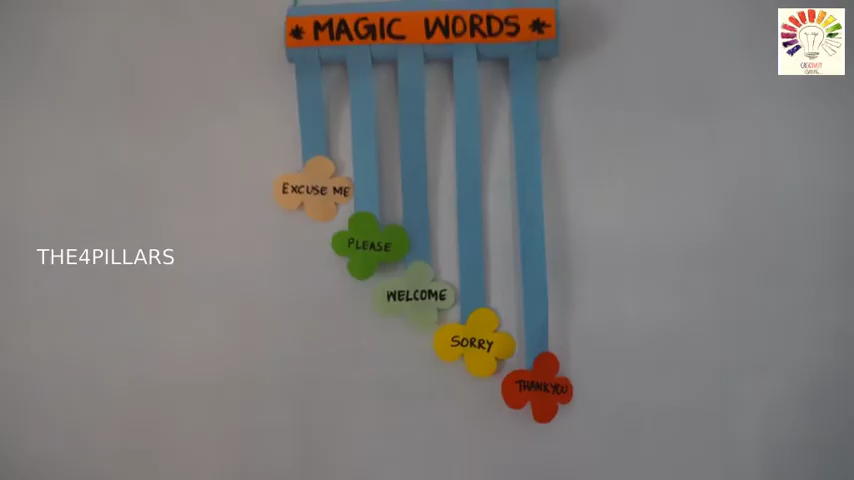 * MAGIC WORDS *
EXCUSE ME
PLEASE
THE4PILLARS
WELCOME
SORRY
THANKYOU